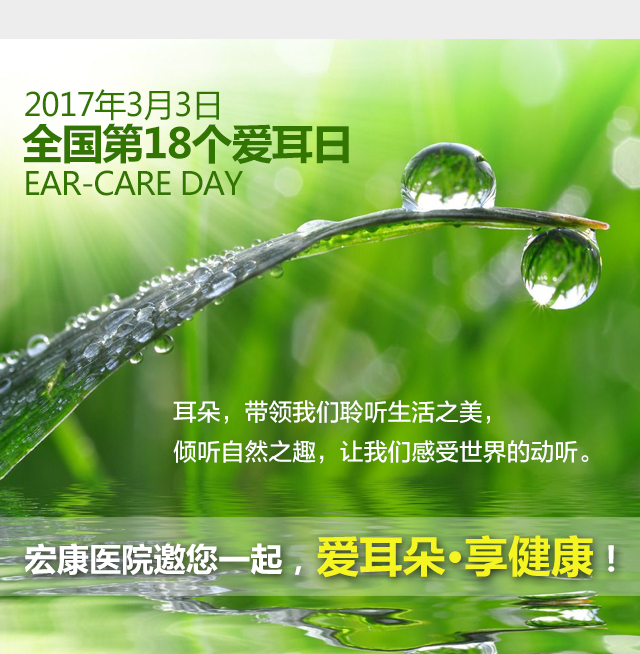 2017年3月3日
全国第18个爱耳日
EAR-CARE DAY
耳朵，带领我们聆听生活之美，
倾听自然之趣，让我们感受世界的动听。
宏康医院邀您一起，爱耳朵·享健康！